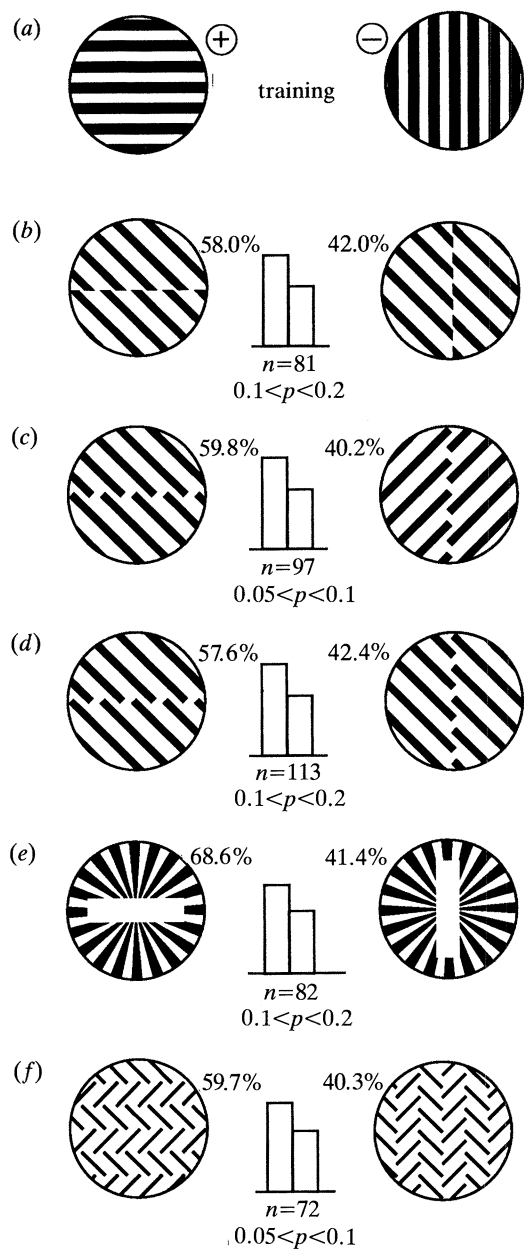 (a) + − 
training
(b) 58.0% 42.0%
n=81
0.1<p<0.2
(c) 59.8% 40.2%
n=97
0.05<p<0.1
(d) 57.6% 42.4%
n=113
0.1<p<0.2
(e) 68.6% 41.4%
n=82
0.1<p<0.2
(f) 59.7% 40.3%
n=72
0.05<p<0.1